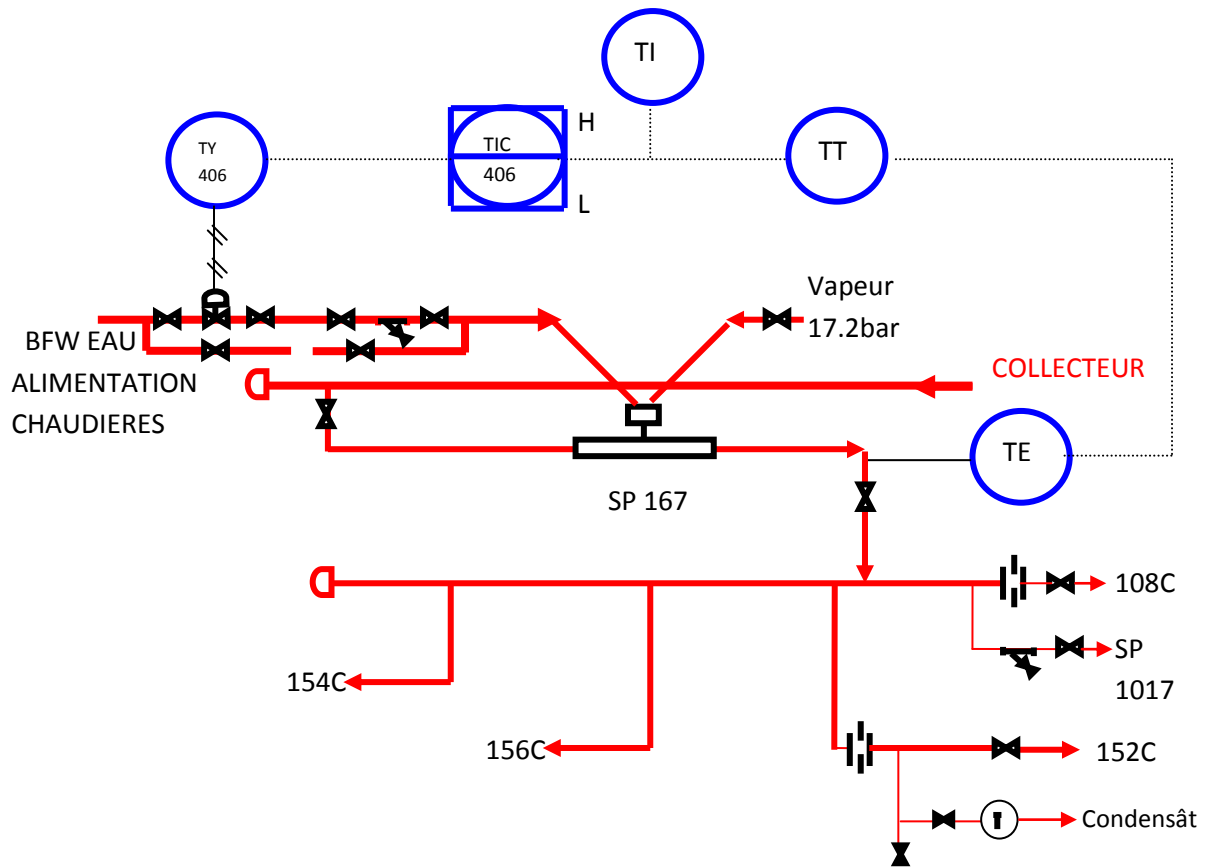 TI
H
TY
406
TIC
406
TT
L
Vapeur
17.2bar
BFW EAU
ALIMENTATION
CHAUDIERES
COLLECTEUR
TE
SP 167
108C
SP
1017
154C
156C
152C
Condensât
T